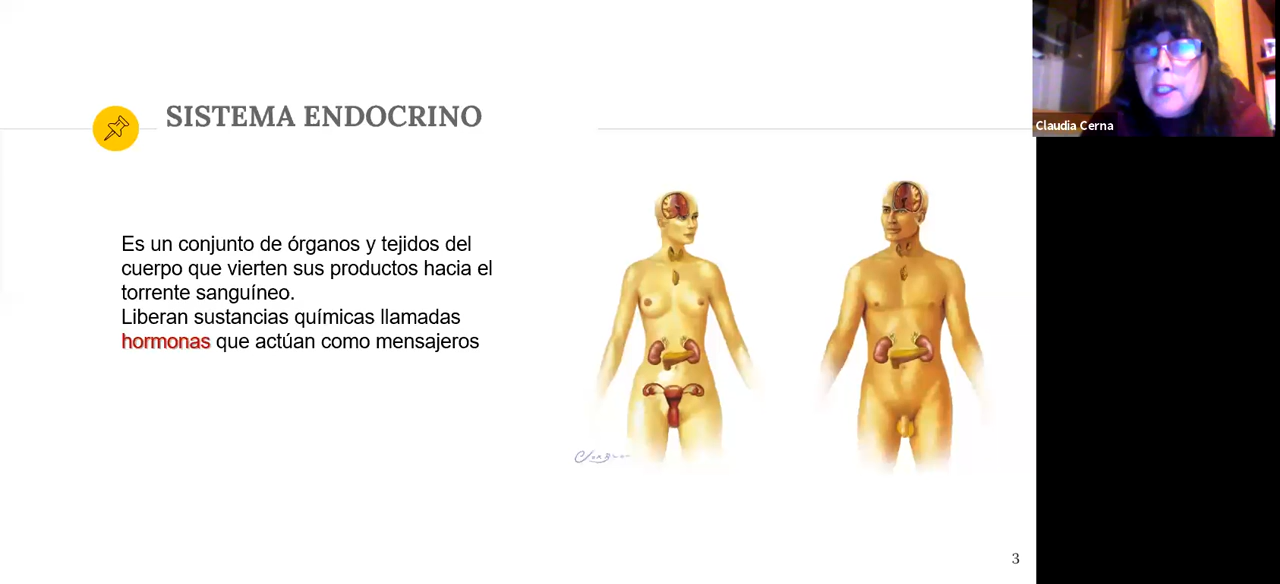 SISTEMA ENDOCRINO
Es un conjunto de órganos y tejidos del
cuerpo que vierten sus productos hacia el
torrente sanguíneo.
Liberan sustancias químicas llamadas
hormonas que actúan como mensajeros
Claudia Cerna
3